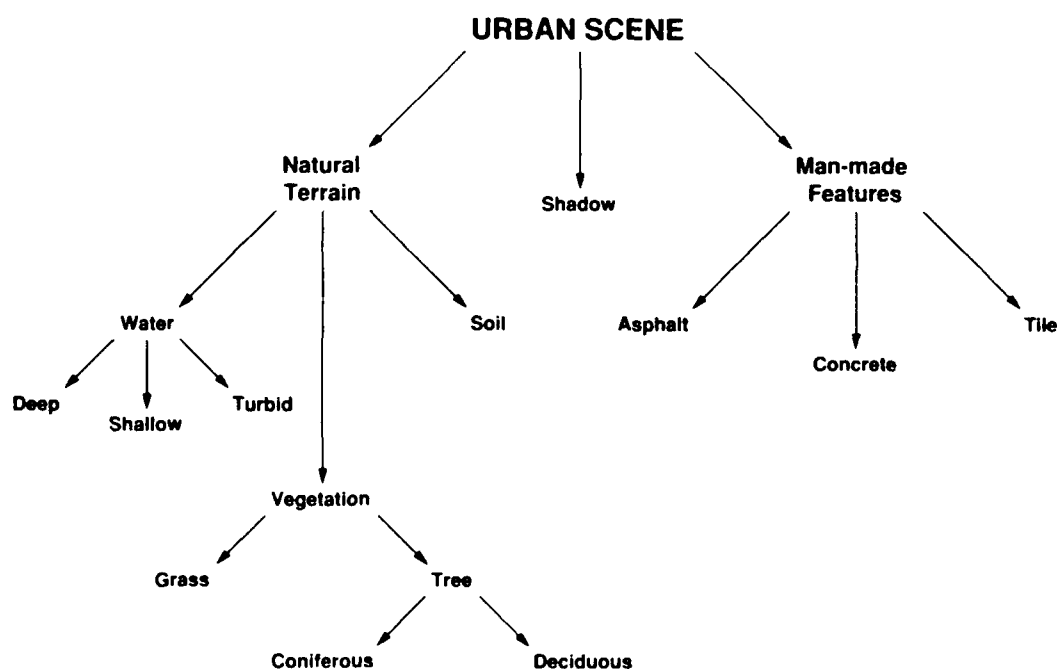 URBAN SCENE
Natural
Terrain
Shadow
Man-made
Features
Water
Soil
Asphalt
Concrete
Tile
Deep
Shallow
Turbid
Vegetation
Grass
Tree
Coniferous
Deciduous